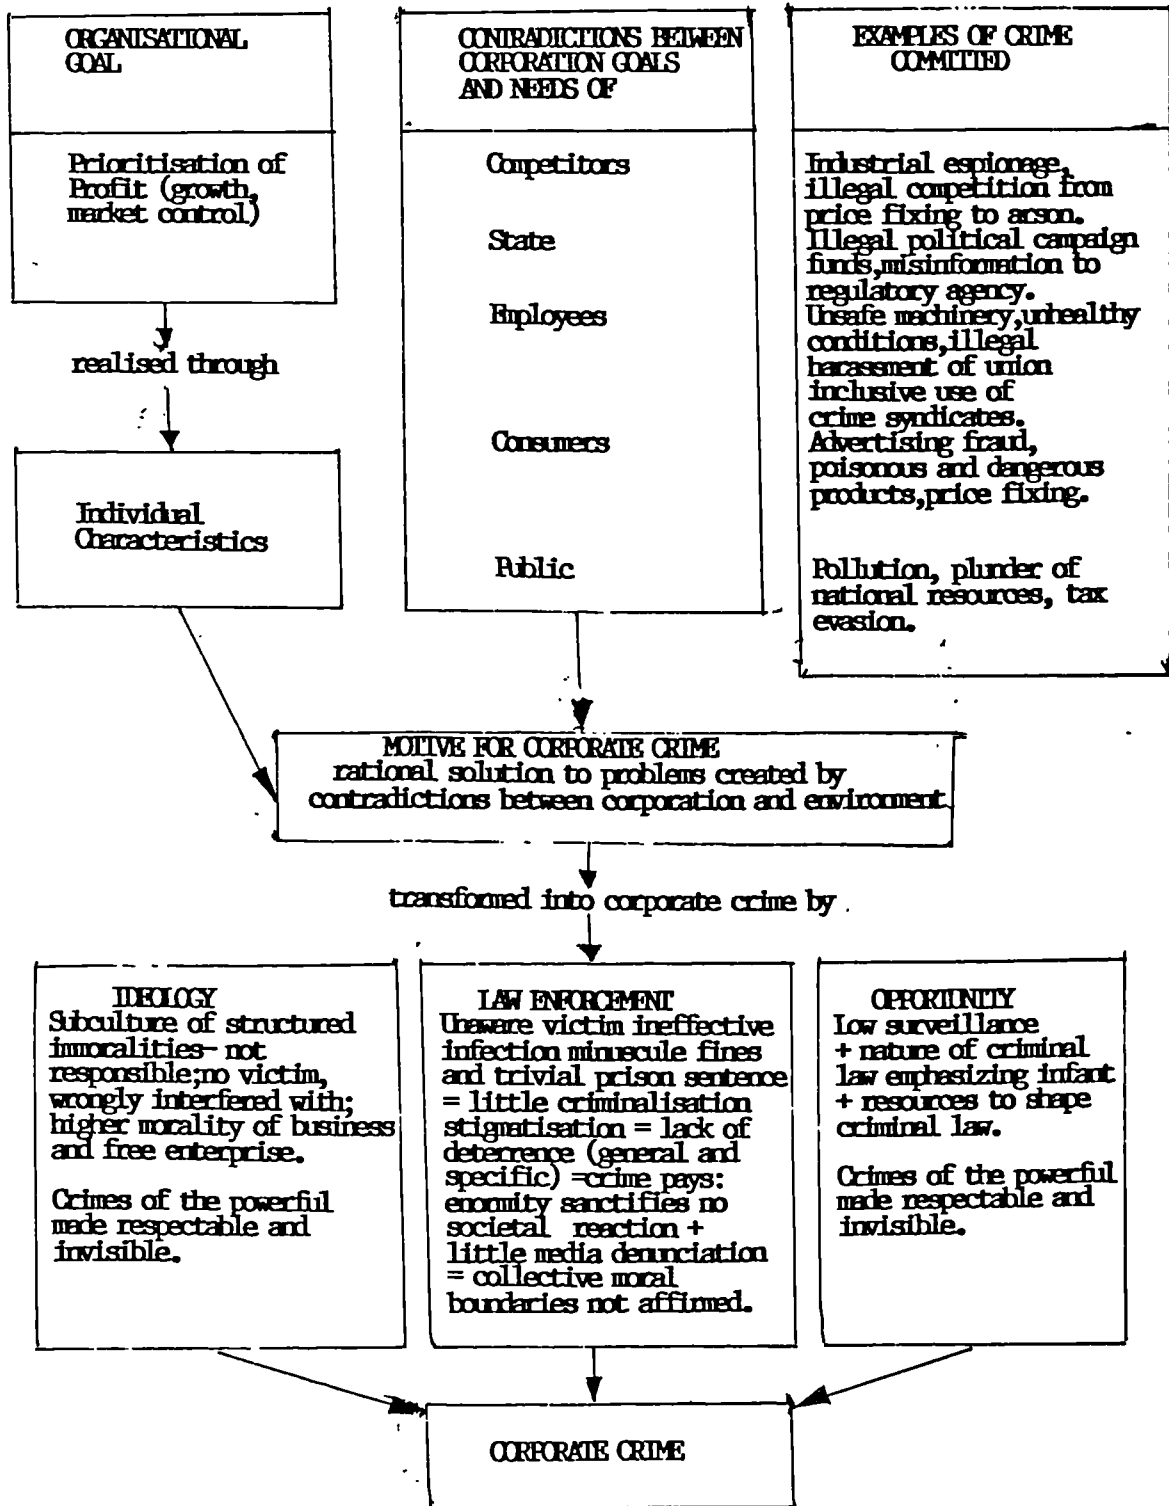 ORGANISATIONAL
GOAL
Prioritisation of
Profit (growth,
market control)
realised through
Individual
Characteristics
CONTRADICTIONS BETWEEN
CORPORATION GOALS
AND NEEDS OF
Competitors
State
Employees
Consumers
Public
EXAMPLES OF CRIME
COMMITTED
Industrial espionage,
illegal competition from
price fixing to arson.
Illegal political campaign
funds,misinformation to
regulatory agency.
Unsafe machinery,unhealthy
conditions,illegal
harassment of union
inclusive use of
crime syndicates.
Advertising fraud,
poisonous and dangerous
products,price fixing.
Pollution, plunder of
national resources, tax
evasion.
MOTIVE FOR CORPORATE CRIME
rational solution to problems created by
contradictions between corporation and environment
transformed into corporate crime by
IDEOLOGY
Subculture of structured
immoralities- not
responsible;no victim,
wrongly interfered with;
higher morality of business
and free enterprise.
Crimes of the powerful
made respectable and
invisible.
LAW ENFORCEMENT
Unaware victim ineffective
infection minuscule fines
and trivial prison sentence
= little criminalisation
stigmatisation = lack of
deterrence (general and
specific) =crime pays:
enormity sanctifies no
societal reaction +
little media denunciation
= collective moral
boundaries not affirmed.
OPPORTUNITY
Low surveillance
+ nature of criminal
law emphasizing infant
+ resources to shape
criminal law.
Crimes of the powerful
made respectable and
invisible.
CORPORATE CRIME